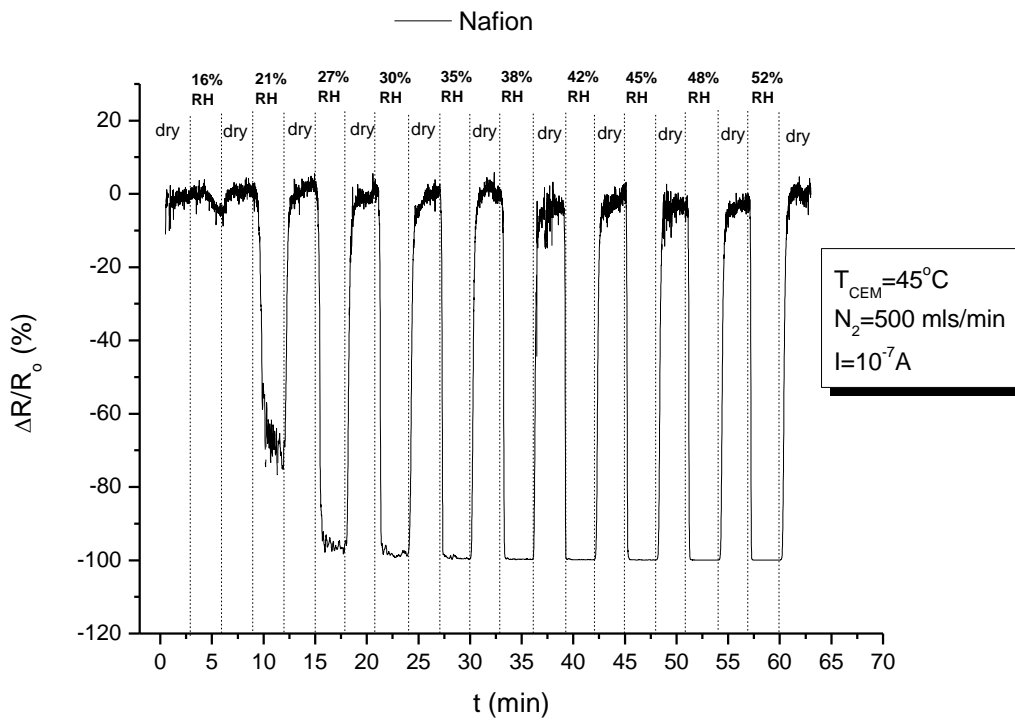 Nafion
16% 21% 27% 30% 35% 38% 42% 45% 48% 52%
RH RH RH RH RH RH RH RH RH RH
dry dry dry dry dry dry dry dry dry dry dry
20
0
-20
-40
-60
-80
-100
-120
ΔR/Ro (%)
0 5 10 15 20 25 30 35 40 45 50 55 60 65 70
t (min)
TCEM=45oC
N2=500 mls/min
I=10-7A